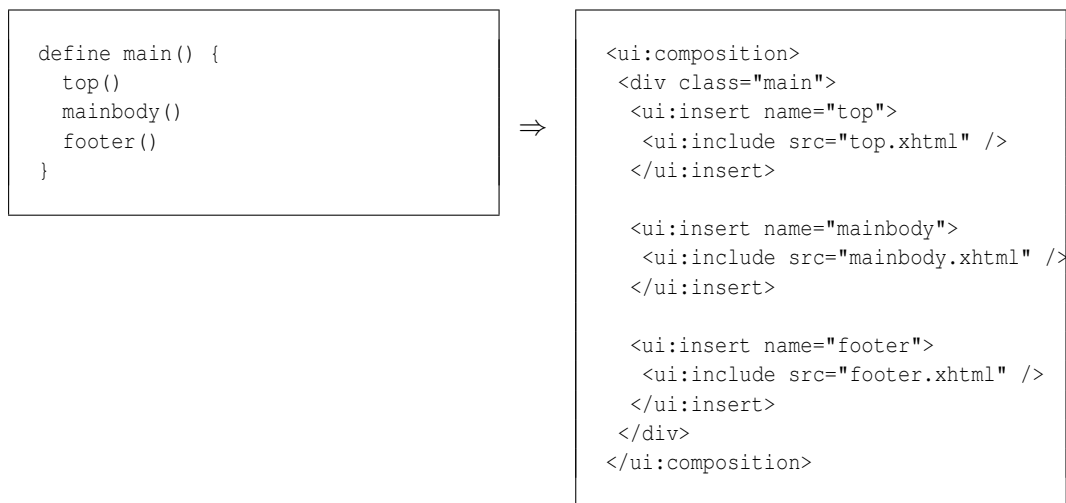 define main() {
  top()
  mainbody()
  footer()
}
⇒
<ui:composition>
 <div class="main">
  <ui:insert name="top">
   <ui:include src="top.xhtml" />
  </ui:insert>

  <ui:insert name="mainbody">
   <ui:include src="mainbody.xhtml" />
  </ui:insert>

  <ui:insert name="footer">
   <ui:include src="footer.xhtml" />
  </ui:insert>
 </div>
</ui:composition>